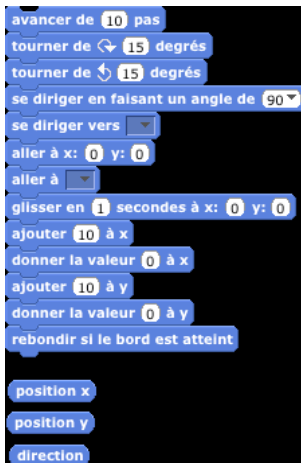 avancer de 10 pas
tourner de 15 degrés
tourner de 15 degrés
se diriger en faisant un angle de 90
se diriger vers
aller à x: 0 y: 0
aller à
glisser en 1 secondes à x: 0 y: 0
ajouter 10 à x
donner la valeur 0 à x
ajouter 10 à y
donner la valeur 0 à y
rebondir si le bord est atteint
position x
position y
direction